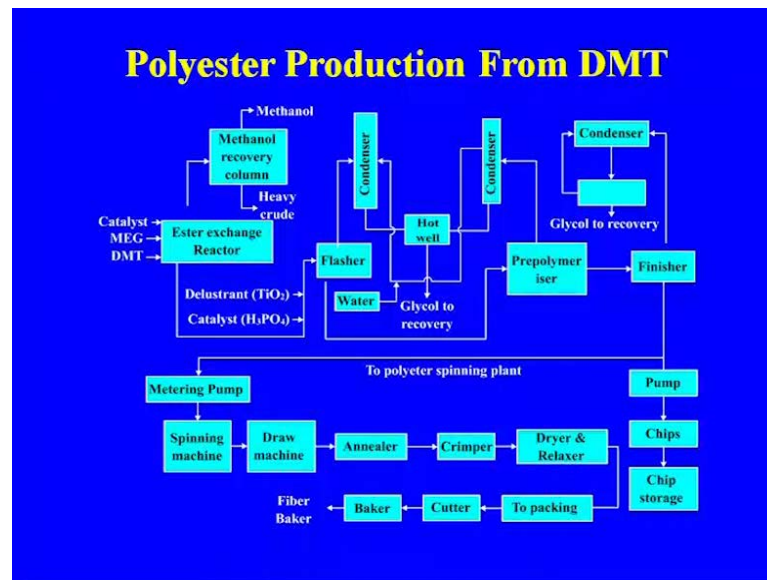 Polyester Production From DMT
Methanol
Methanol
recovery
column
Heavy
crude
Condenser
Condenser
Condenser
Glycol to recovery
Catalyst
MEG
DMT
Ester exchange
Reactor
Hot
well
Flasher
Prepolymer
iser
Finisher
Delustrant (TiO₂)
Water
Glycol to
recovery
Catalyst (H₃PO₄)
To polyeter spinning plant
Metering Pump
Pump
Spinning
machine
Draw
machine
Annealer
Crimper
Dryer &
Relaxer
Chips
Chip
storage
Fiber
Baker
Baker
Cutter
To packing